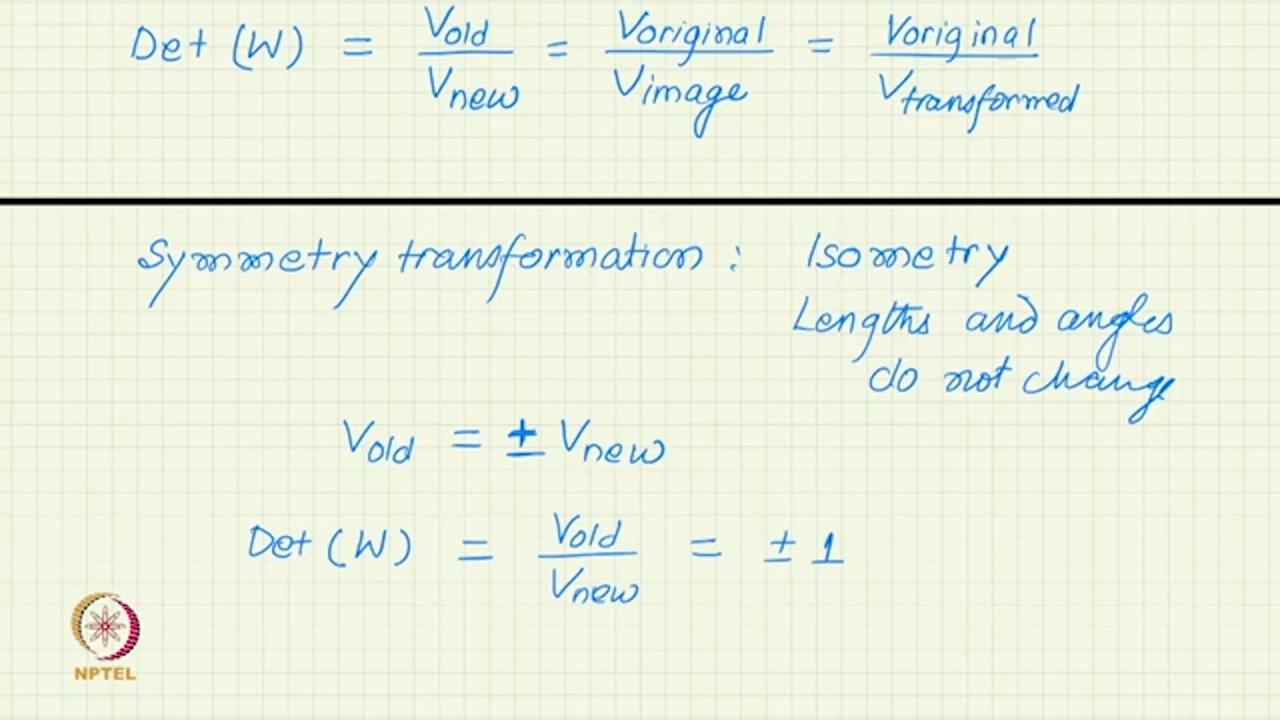 Det (W) = Vold / Vnew = Voriginal / Vimage = Voriginal / Vtransformed
Symmetry transformation : Isometry
Lengths and angles
do not change
Vold = ± Vnew
Det (W) = Vold / Vnew = ± 1
NPTEL